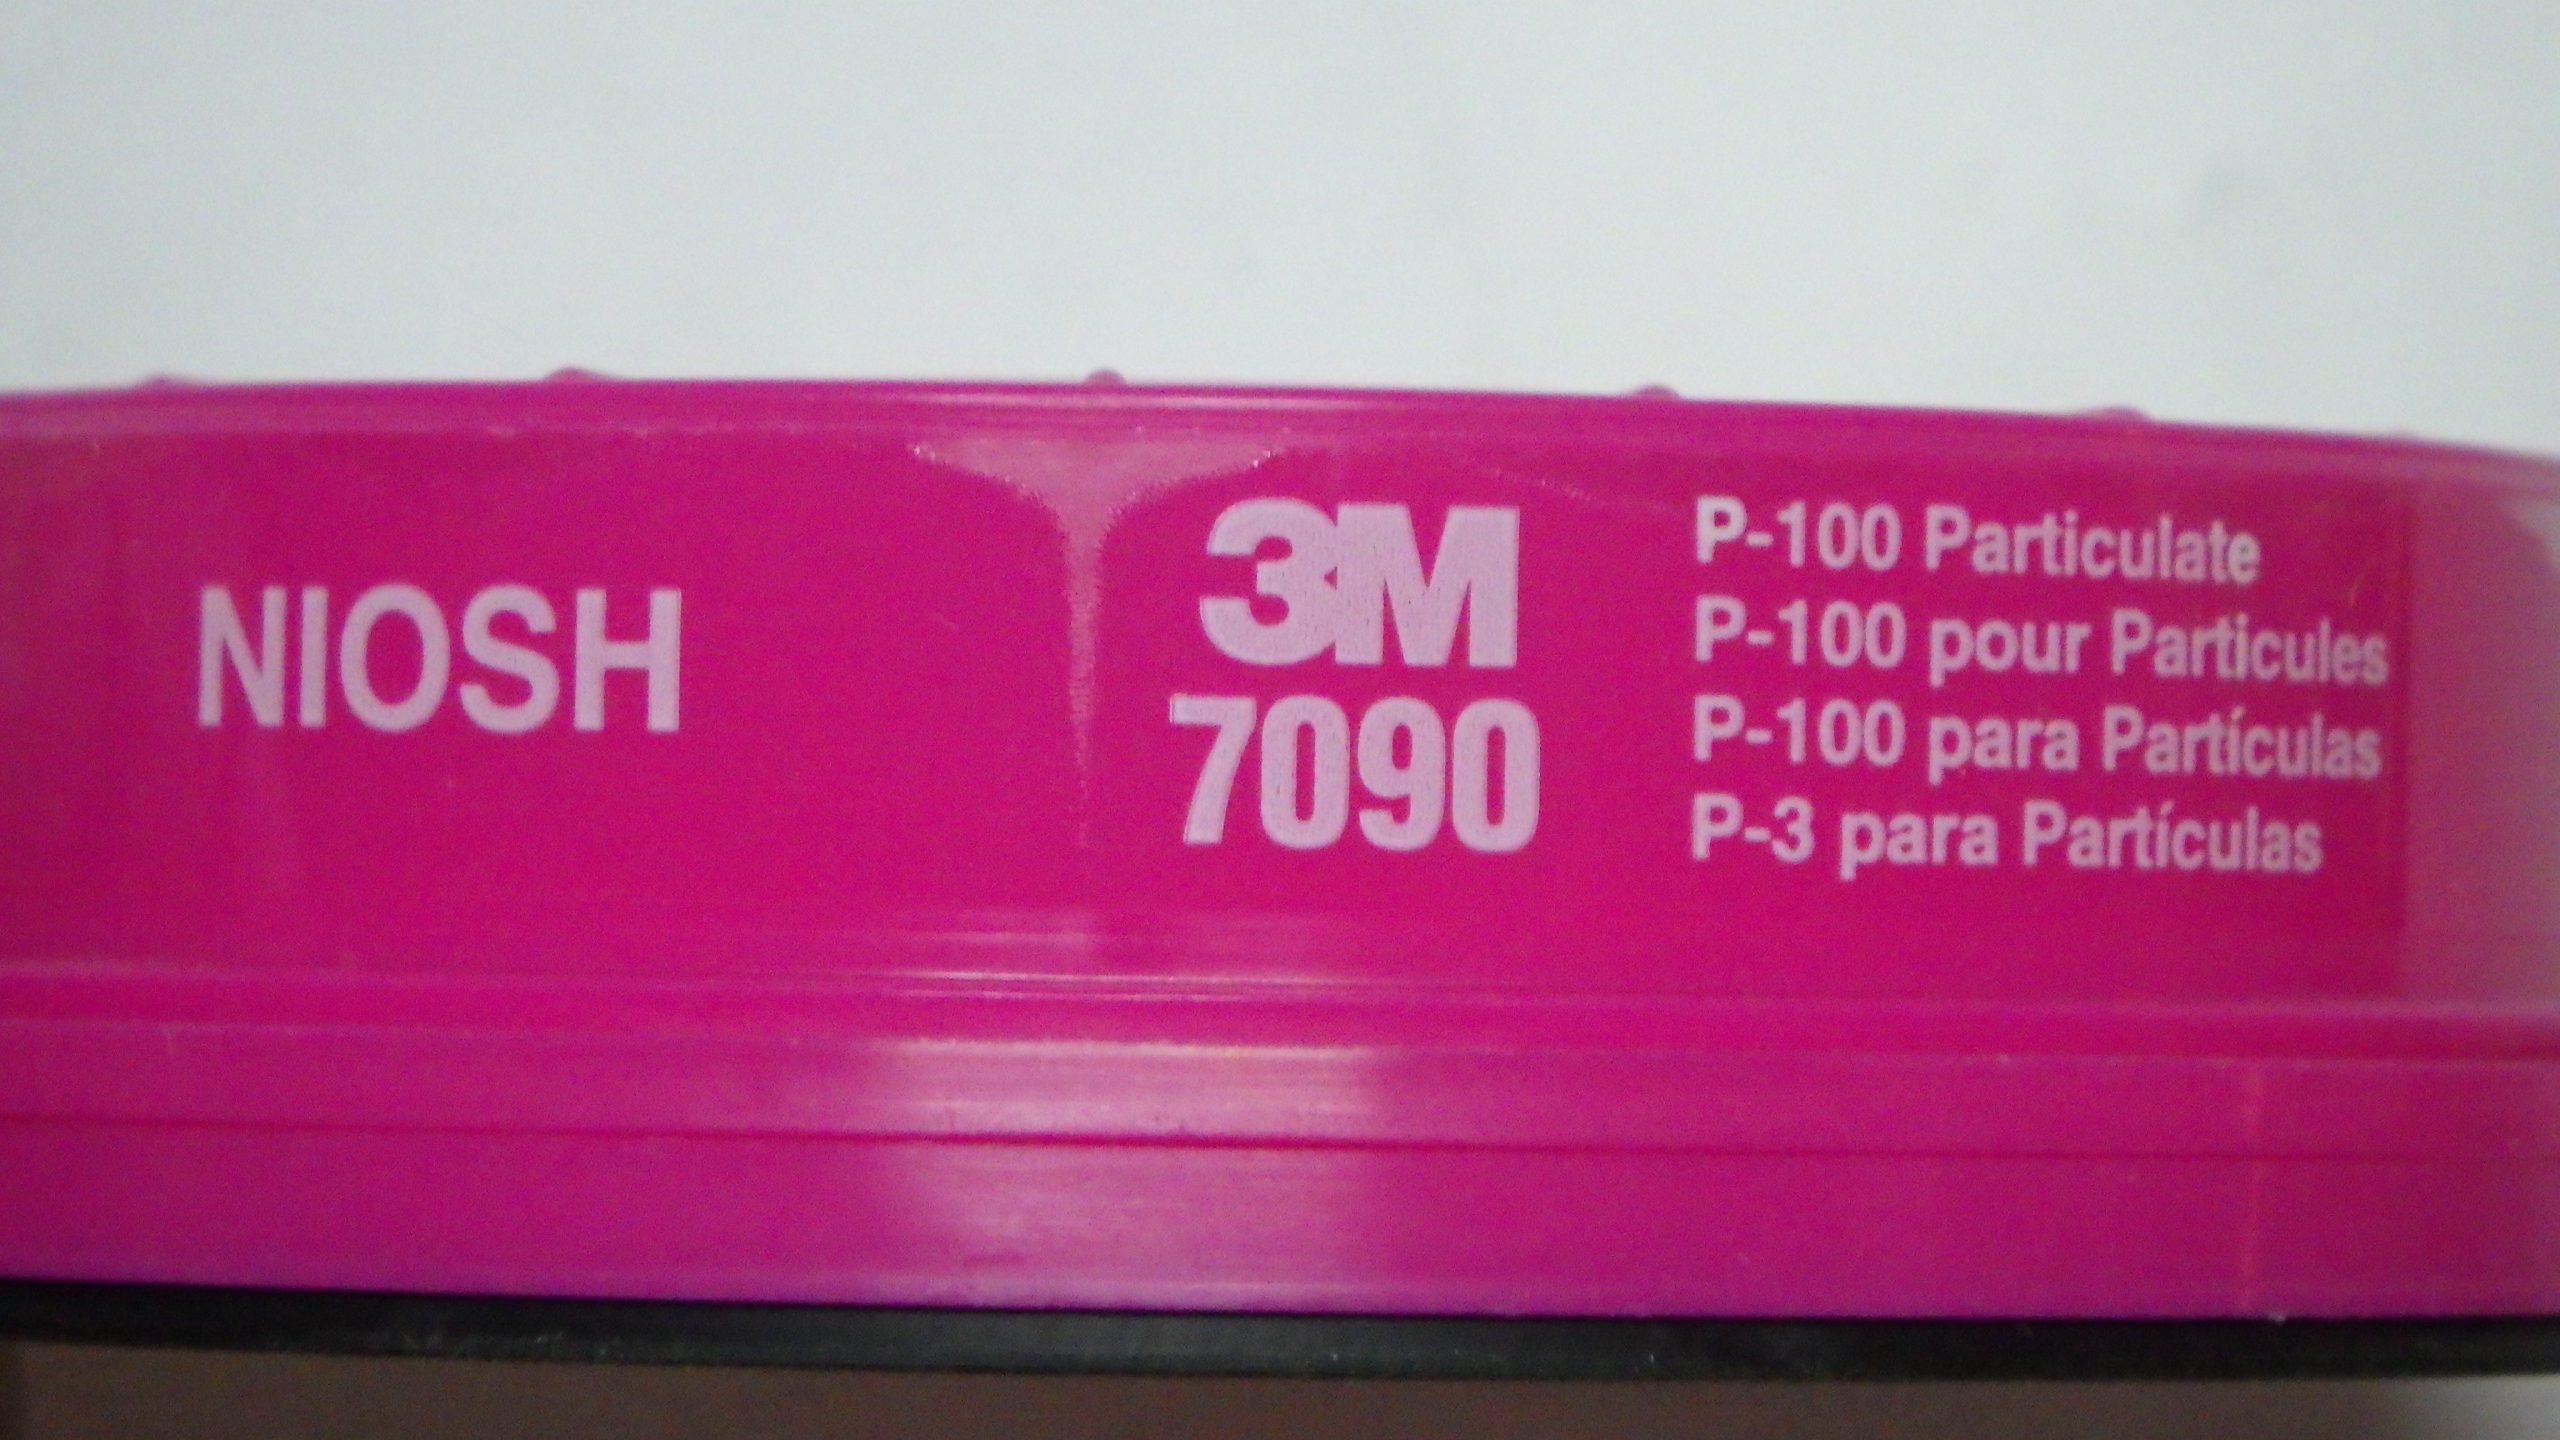 NIOSH
3M
7090
P-100 Particulate
P-100 pour Particules
P-100 para Partículas
P-3 para Partículas